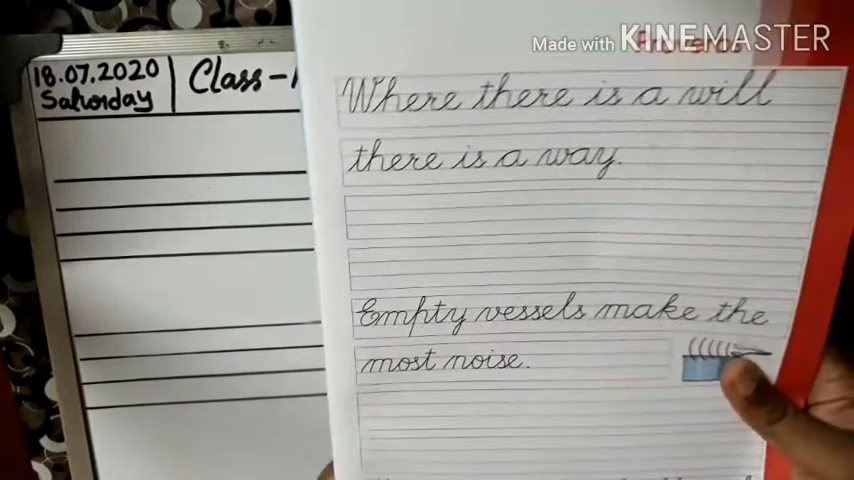 18.07.2020
Saturday
Class-
Made with KINEMASTER
Proverbs
Where there is a will
there is a way.
Empty vessels make the
most noise.